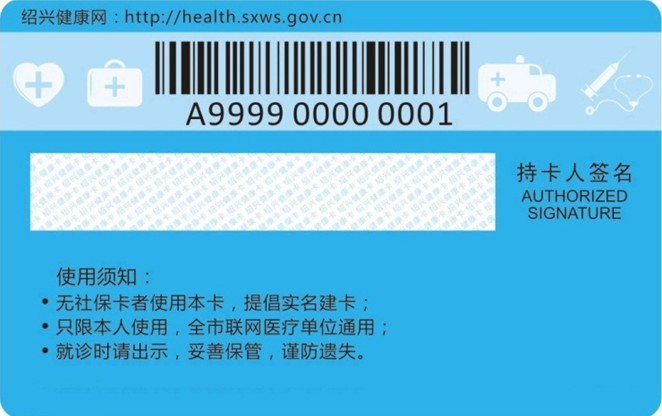 绍兴健康网：http://health.sxws.gov.cn
A9999 0000 0001
持卡人签名
AUTHORIZED
SIGNATURE
使用须知：
• 无社保卡者使用本卡，提倡实名建卡；
• 只限本人使用，全市联网医疗单位通用；
• 就诊时请出示，妥善保管，谨防遗失。